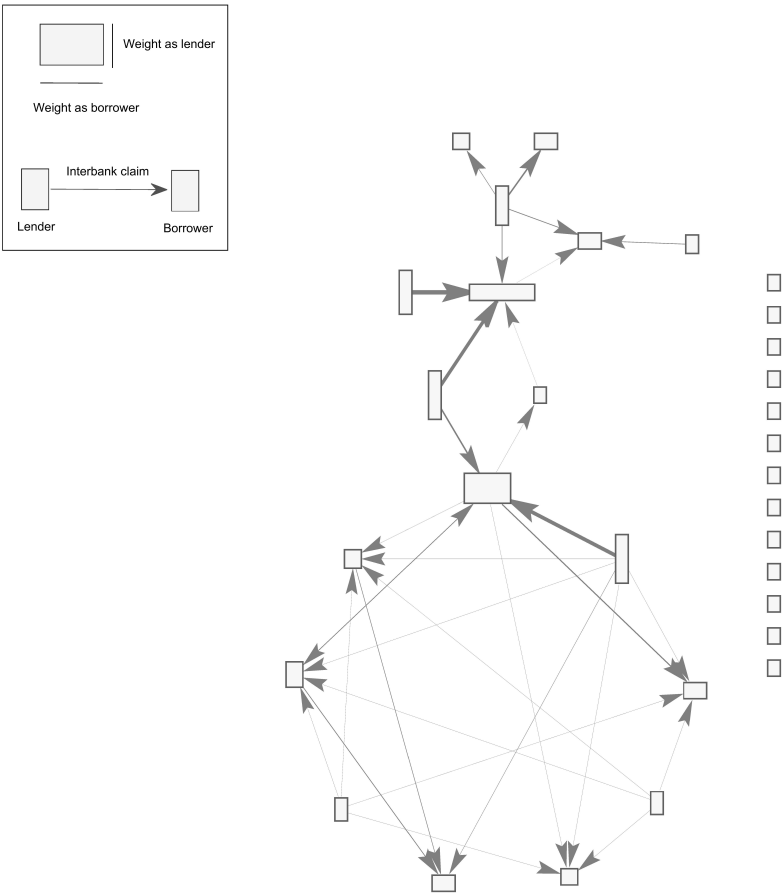 Weight as lender
Weight as borrower
Interbank claim
Lender
Borrower